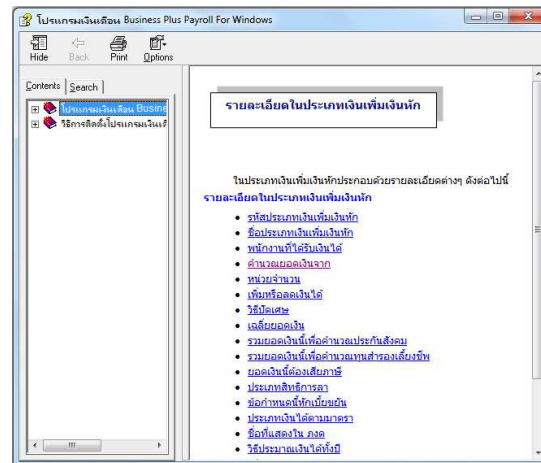 โปรแกรมเงินเดือน Business Plus Payroll For Windows
Hide Back Print Options
Contents Search
โปรแกรมเงินเดือน Busine
วิธีการติดตั้งโปรแกรมเงินเดื
รายละเอียดในประเภทเงินเพิ่มเงินหัก
ในประเภทเงินเพิ่มเงินหักประกอบด้วยรายละเอียดต่างๆ ดังต่อไปนี้
รายละเอียดในประเภทเงินเพิ่มเงินหัก
รหัสประเภทเงินเพิ่มเงินหัก
ชื่อประเภทเงินเพิ่มเงินหัก
พนักงานที่ได้รับเงินได้
คำนวณยอดเงินจาก
หน่วยจำนวน
เพิ่มหรือลดเงินได้
วิธีปัดเศษ
เฉลี่ยยอดเงิน
รวมยอดเงินนี้เพื่อคำนวณประกันสังคม
รวมยอดเงินนี้เพื่อคำนวณทุนสำรองเลี้ยงชีพ
ยอดเงินนี้ต้องเสียภาษี
ประเภทสิทธิการลา
ข้อกำหนดนี้หักเบี้ยขยัน
ประเภทเงินได้ตามมาตรา
ชื่อที่แสดงใน ภงด
วิธีประมาณเงินได้ทั้งปี